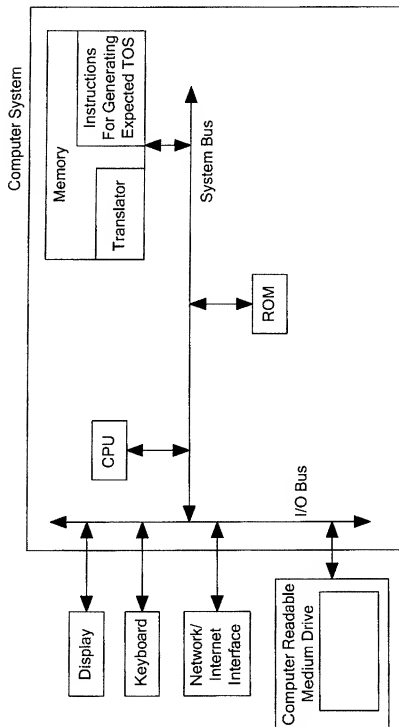 Computer System
Memory
Translator
Instructions
For Generating
Expected TOS
System Bus
CPU
ROM
I/O Bus
Display
Keyboard
Network/
Internet
Interface
Computer Readable
Medium Drive